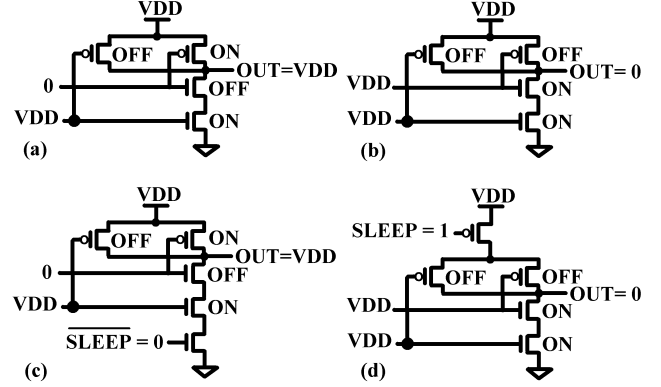 VDD
OFF
ON
OUT=VDD
0
OFF
VDD
ON
(a)
VDD
OFF
OFF
OUT= 0
VDD
ON
VDD
ON
(b)
VDD
OFF
ON
OUT=VDD
0
OFF
VDD
ON
SLEEP = 0
(c)
VDD
SLEEP = 1
OFF
OFF
OUT= 0
VDD
ON
VDD
ON
(d)